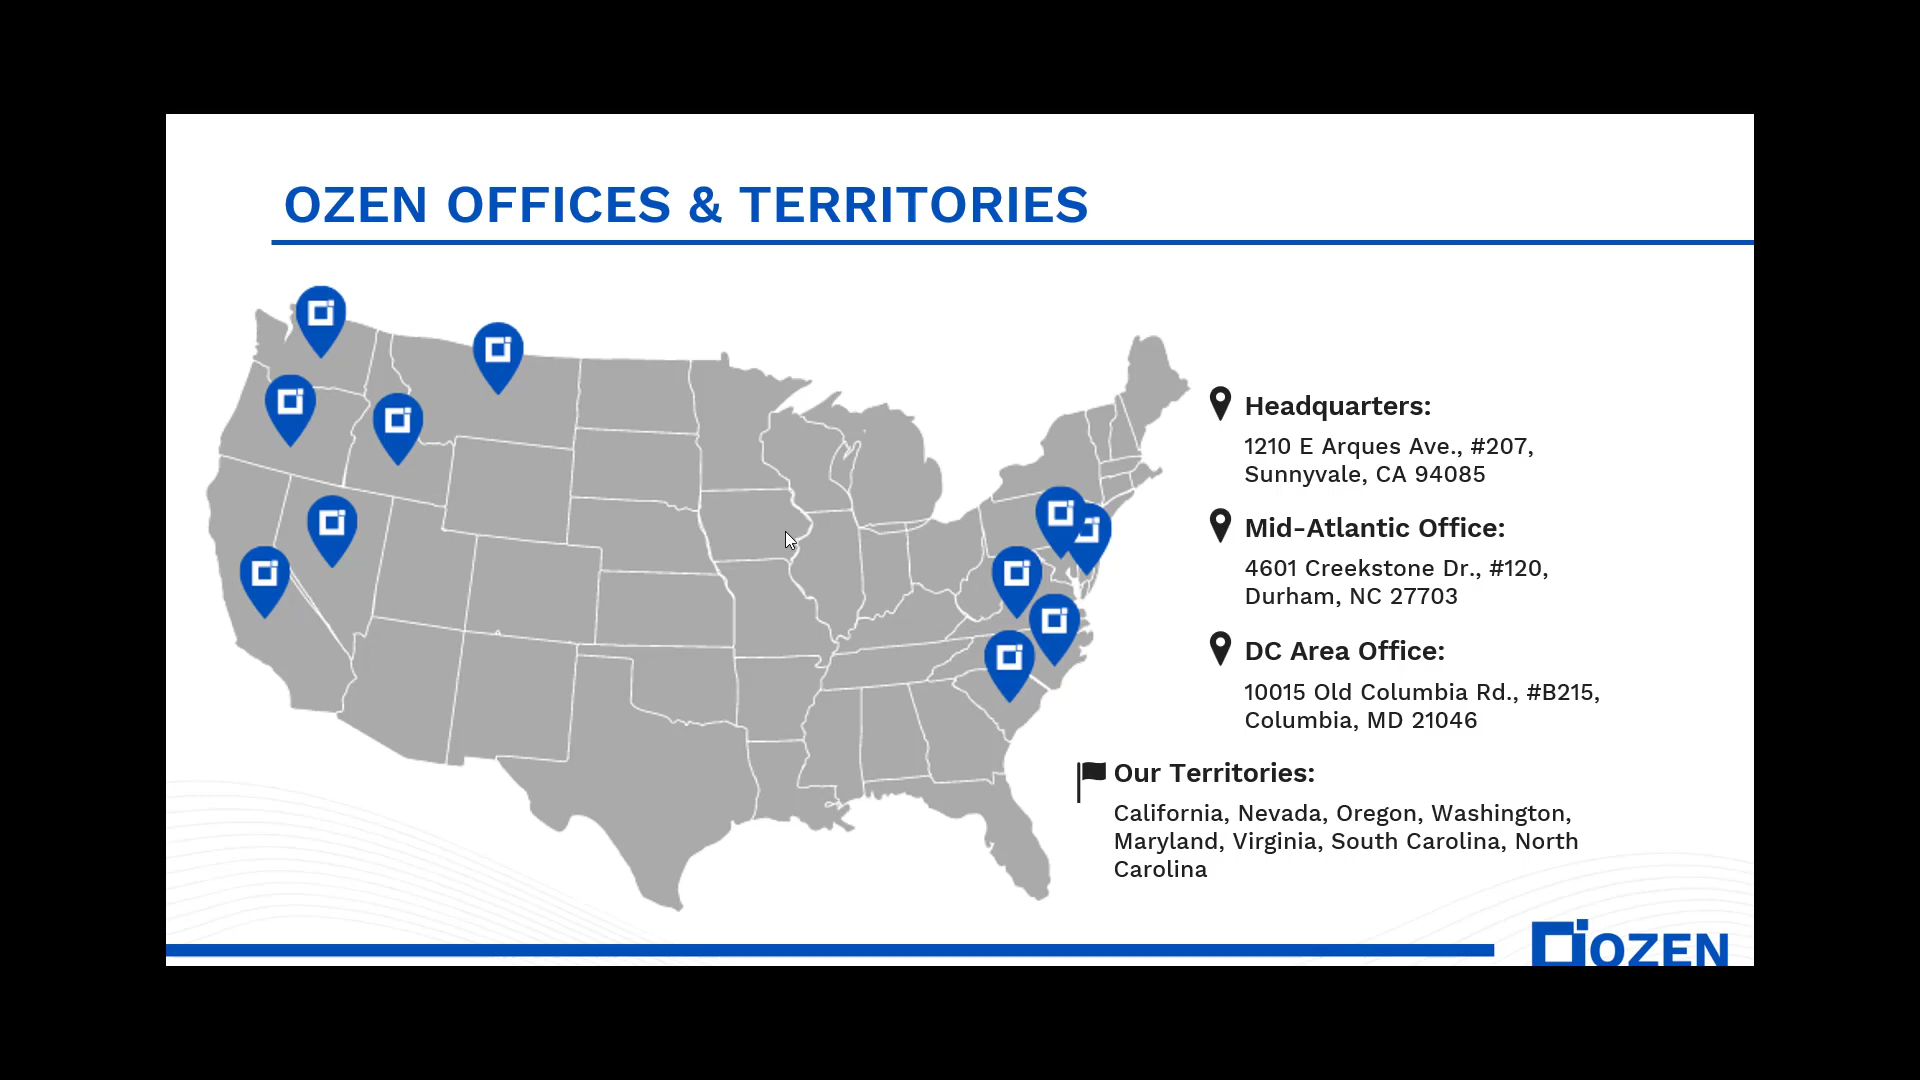 OZEN OFFICES & TERRITORIES
Headquarters:
1210 E Arques Ave., #207,
Sunnyvale, CA 94085
Mid-Atlantic Office:
4601 Creekstone Dr., #120,
Durham, NC 27703
DC Area Office:
10015 Old Columbia Rd., #B215,
Columbia, MD 21046
Our Territories:
California, Nevada, Oregon, Washington,
Maryland, Virginia, South Carolina, North
Carolina
OZEN